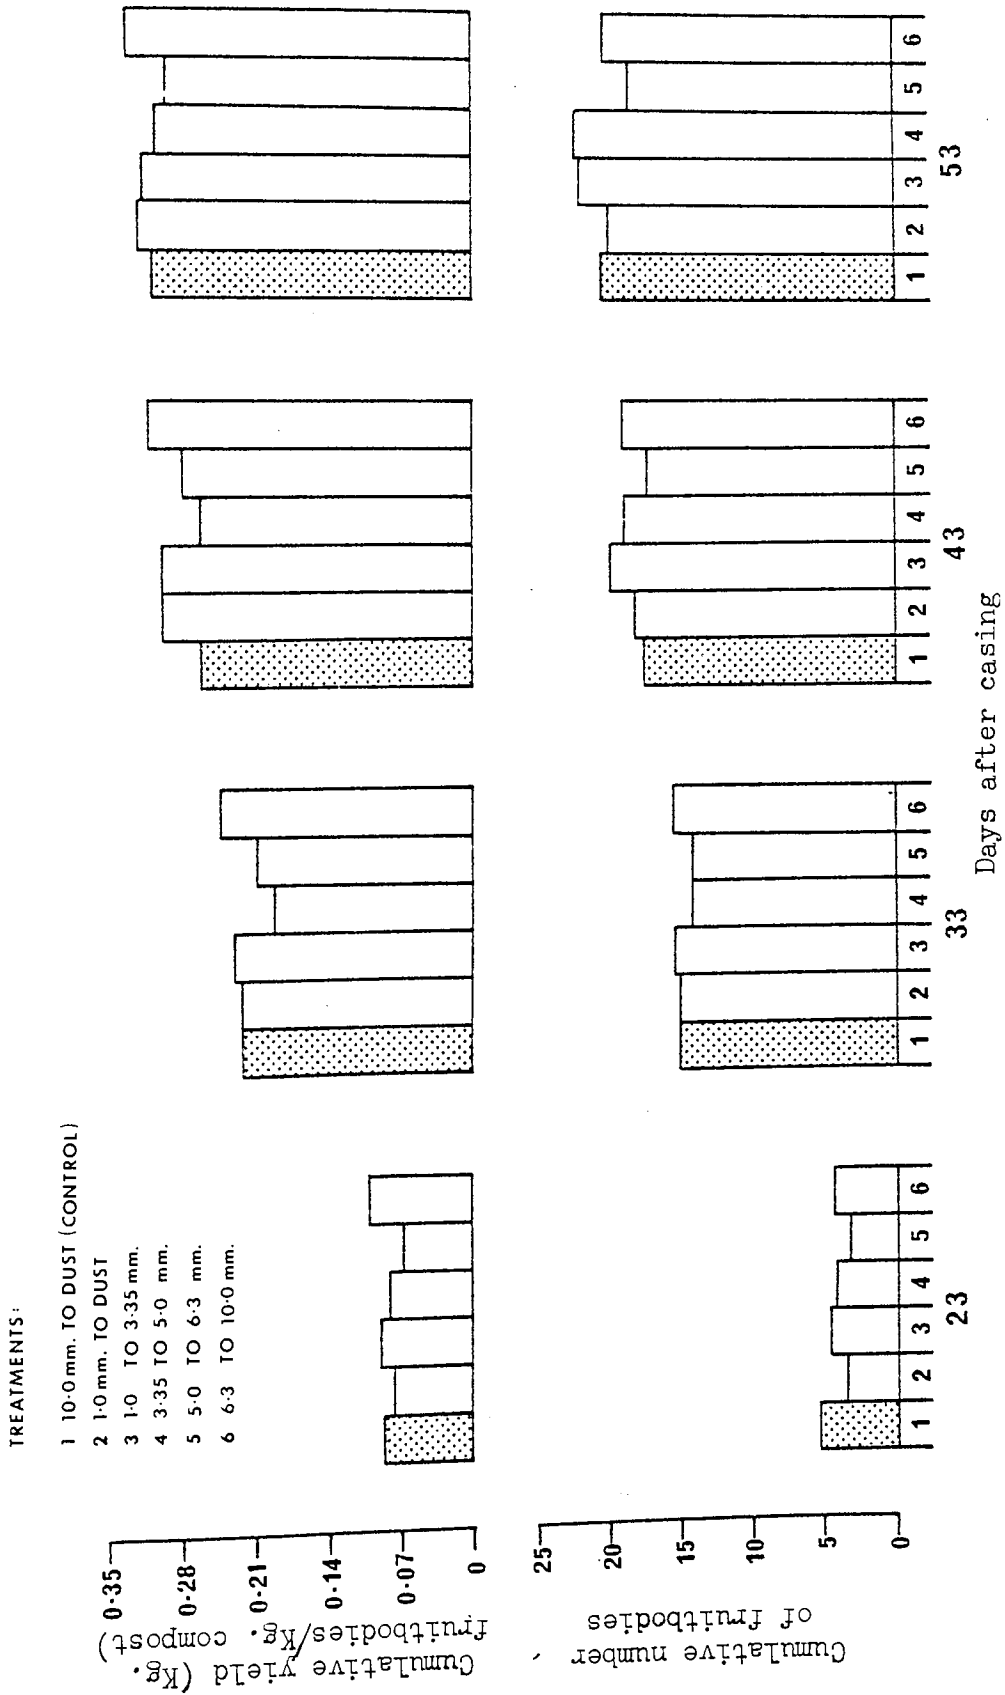 TREATMENTS:
1 10·0 mm. TO DUST (CONTROL)
2 1·0 mm. TO DUST
3 1·0 TO 3·35 mm.
4 3·35 TO 5·0 mm.
5 5·0 TO 6·3 mm.
6 6·3 TO 10·0 mm.
Cumulative yield (Kg.
fruitbodies/Kg. compost)
0·35
0·28
0·21
0·14
0·07
0
Cumulative number
of fruitbodies
25
20
15
10
5
0
1 2 3 4 5 6
23
1 2 3 4 5 6
33
1 2 3 4 5 6
43
1 2 3 4 5 6
53
Days after casing